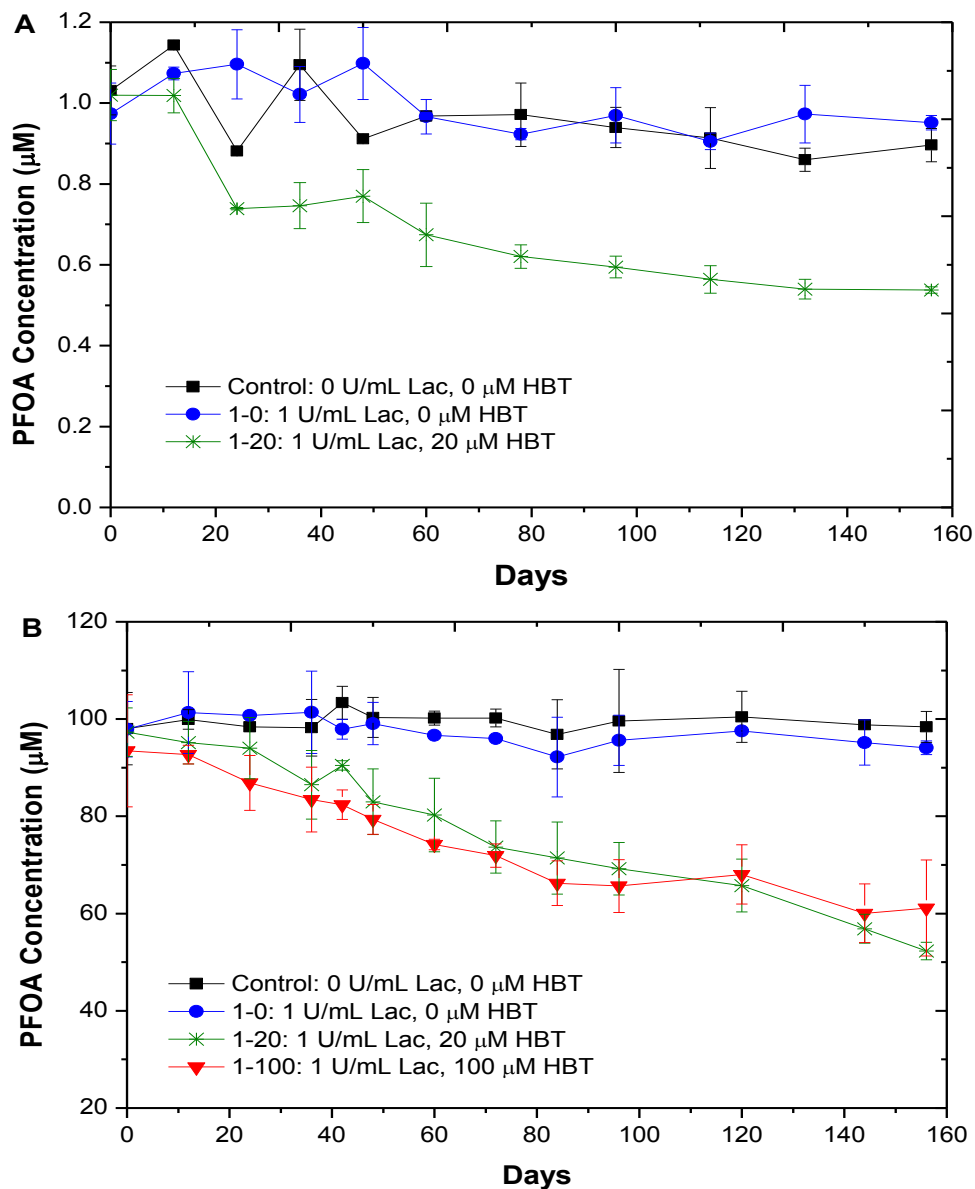 A
1.2
1.0
0.8
0.6
0.4
0.2
0.0
PFOA Concentration (μM)
Control: 0 U/mL Lac, 0 μM HBT
1-0: 1 U/mL Lac, 0 μM HBT
1-20: 1 U/mL Lac, 20 μM HBT
0 20 40 60 80 100 120 140 160
Days
B
120
100
80
60
40
20
PFOA Concentration (μM)
Control: 0 U/mL Lac, 0 μM HBT
1-0: 1 U/mL Lac, 0 μM HBT
1-20: 1 U/mL Lac, 20 μM HBT
1-100: 1 U/mL Lac, 100 μM HBT
0 20 40 60 80 100 120 140 160
Days